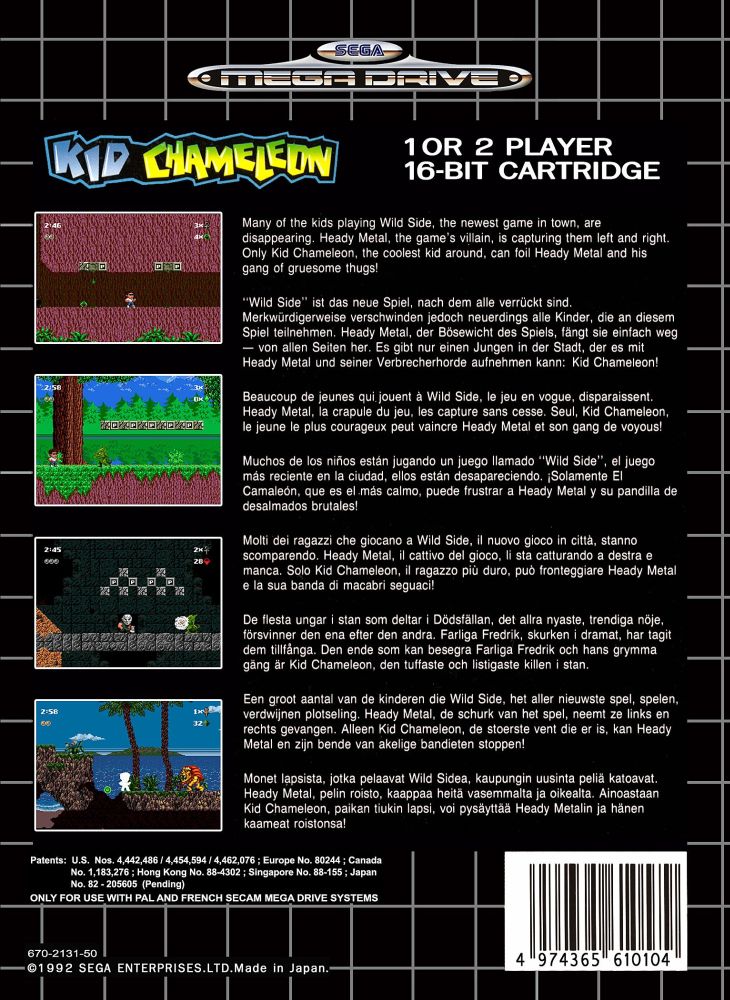 SEGA
MEGA DRIVE
KID CHAMELEON
1 OR 2 PLAYER
16-BIT CARTRIDGE
2:46
3×
Many of the kids playing Wild Side, the newest game in town, are
disappearing. Heady Metal, the game's villain, is capturing them left and right.
Only Kid Chameleon, the coolest kid around, can foil Heady Metal and his
gang of gruesome thugs!
"Wild Side" ist das neue Spiel, nach dem alle verrückt sind.
Merkwürdigerweise verschwinden jedoch neuerdings alle Kinder, die an diesem
Spiel teilnehmen. Heady Metal, der Bösewicht des Spiels, fängt sie einfach weg
— von allen Seiten her. Es gibt nur einen Jungen in der Stadt, der es mit
Heady Metal und seiner Verbrecherhorde aufnehmen kann: Kid Chameleon!
2:58
3×
0×
Beaucoup de jeunes qui jouent à Wild Side, le jeu en vogue, disparaissent.
Heady Metal, la crapule du jeu, les capture sans cesse. Seul, Kid Chameleon,
le jeune le plus courageux peut vaincre Heady Metal et son gang de voyous!
Muchos de los niños están jugando un juego llamado "Wild Side", el juego
más reciente en la ciudad, ellos están desapareciendo. ¡Solamente El
Camaleón, que es el más calmo, puede frustrar a Heady Metal y su pandilla de
desalmados brutales!
2:45
2×
28
Molti dei ragazzi che giocano a Wild Side, il nuovo gioco in città, stanno
scomparendo. Heady Metal, il cattivo del gioco, li sta catturando a destra e
manca. Solo Kid Chameleon, il ragazzo più duro, può fronteggiare Heady Metal
e la sua banda di macabri seguaci!
De flesta ungar i stan som deltar i Dödsfällan, det allra nyaste, trendiga nöje,
försvinner den ena efter den andra. Farliga Fredrik, skurken i dramat, har tagit
dem tillfånga. Den ende som kan besegra Farliga Fredrik och hans grymma
gäng är Kid Chameleon, den tuffaste och listigaste killen i stan.
2:58
1×
32
Een groot aantal van de kinderen die Wild Side, het aller nieuwste spel, spelen,
verdwijnen plotseling. Heady Metal, de schurk van het spel, neemt ze links en
rechts gevangen. Alleen Kid Chameleon, de stoerste vent die er is, kan Heady
Metal en zijn bende van akelige bandieten stoppen!
Monet lapsista, jotka pelaavat Wild Sidea, kaupungin uusinta peliä katoavat.
Heady Metal, pelin roisto, kaappaa heitä vasemmalta ja oikealta. Ainoastaan
Kid Chameleon, paikan tiukin lapsi, voi pysäyttää Heady Metalin ja hänen
kaameat roistonsa!
Patents: U.S. Nos. 4,442,486 / 4,454,594 / 4,462,076 ; Europe No. 80244 ; Canada
No. 1,183,276 ; Hong Kong No. 88-4302 ; Singapore No. 88-155 ; Japan
No. 82 - 205605 (Pending)
ONLY FOR USE WITH PAL AND FRENCH SECAM MEGA DRIVE SYSTEMS
670-2131-50
©1992 SEGA ENTERPRISES.LTD.Made in Japan.
4 974365 610104